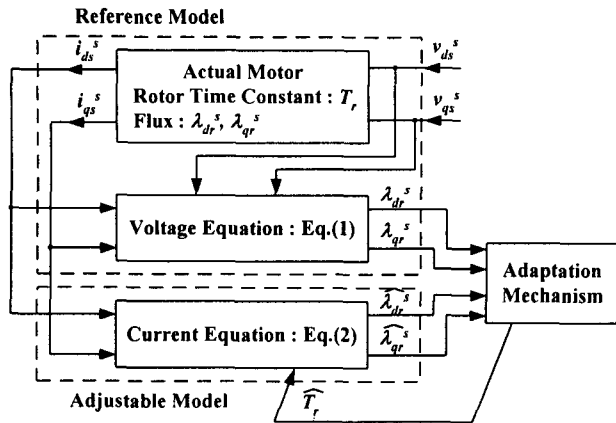 Reference Model
i_ds^s
v_ds^s
Actual Motor
Rotor Time Constant : T_r
Flux : λ_dr^s, λ_qr^s
i_qs^s
v_qs^s
λ_dr^s
Voltage Equation : Eq.(1)
λ_qr^s
Adaptation
Mechanism
λ̂_dr^s
Current Equation : Eq.(2)
λ̂_qr^s
Adjustable Model
T̂_r